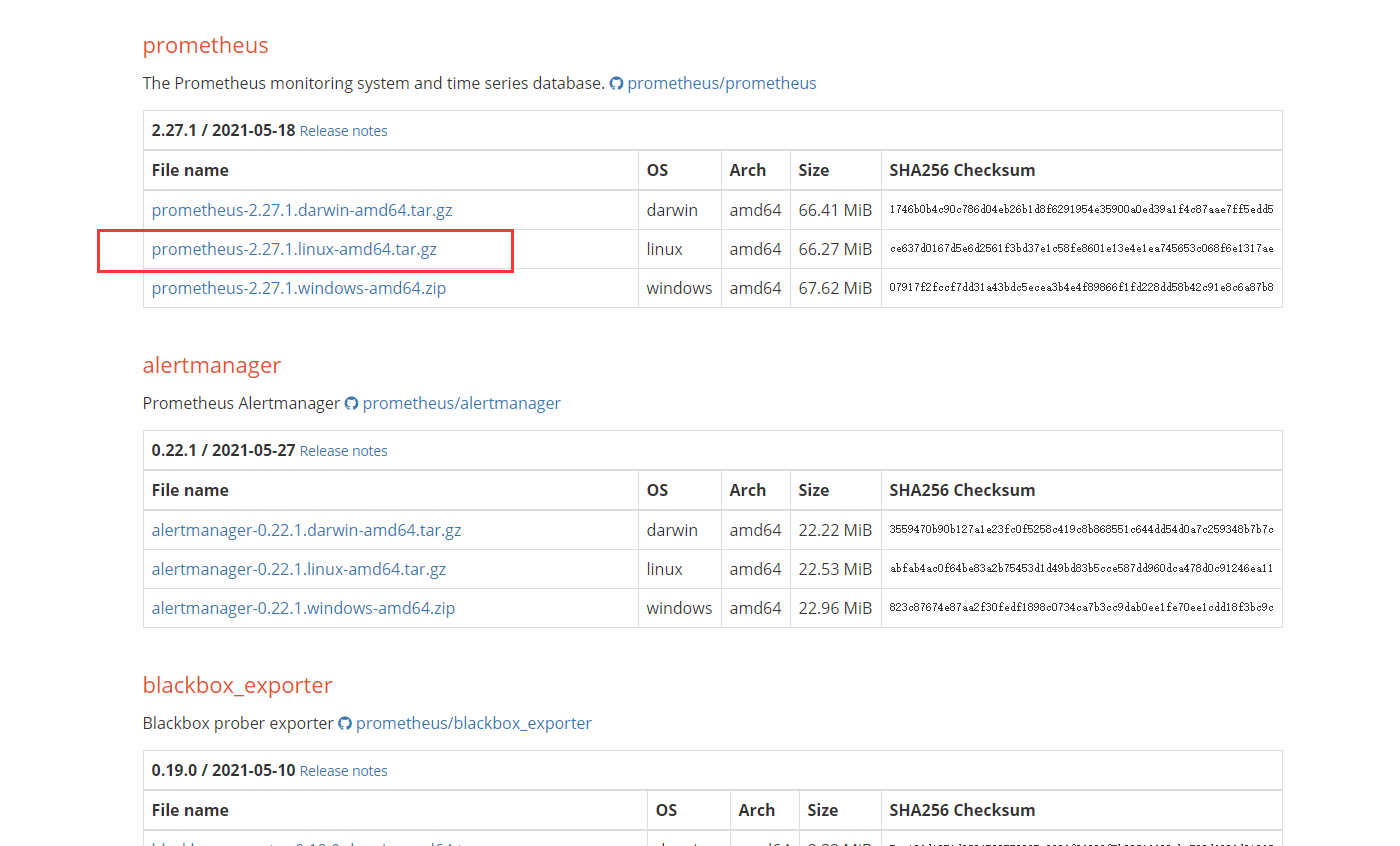 prometheus
The Prometheus monitoring system and time series database. prometheus/prometheus
2.27.1 / 2021-05-18 Release notes
File name OS Arch Size SHA256 Checksum
prometheus-2.27.1.darwin-amd64.tar.gz darwin amd64 66.41 MiB 1746b0b4c90c786d04eb26b1d8f6291954e35900a0ed39a1f4c87aae7ff5edd5
prometheus-2.27.1.linux-amd64.tar.gz linux amd64 66.27 MiB ce637d0167d5e6d2561f3bd37e1c58fe8601e13e4e1ea745653c068f6e1317ae
prometheus-2.27.1.windows-amd64.zip windows amd64 67.62 MiB 07917f2fccf7dd31a43bdc5ecea3b4e4f89866f1fd228dd58b42c91e8c6a87b8
alertmanager
Prometheus Alertmanager prometheus/alertmanager
0.22.1 / 2021-05-27 Release notes
File name OS Arch Size SHA256 Checksum
alertmanager-0.22.1.darwin-amd64.tar.gz darwin amd64 22.22 MiB 3559470b90b127a1e23fc0f5258c419c8b868551c644dd54d0a7c259348b7b7c
alertmanager-0.22.1.linux-amd64.tar.gz linux amd64 22.53 MiB abfab4ac0f64be83a2b75453d1d49bd83b5cce587dd960dca478d0c91246ea11
alertmanager-0.22.1.windows-amd64.zip windows amd64 22.96 MiB 823c87674e87aa2f30fedf1898c0734ca7b3cc9dab0ee1fe70ee1cdd18f3bc9c
blackbox_exporter
Blackbox prober exporter prometheus/blackbox_exporter
0.19.0 / 2021-05-10 Release notes
File name OS Arch Size SHA256 Checksum